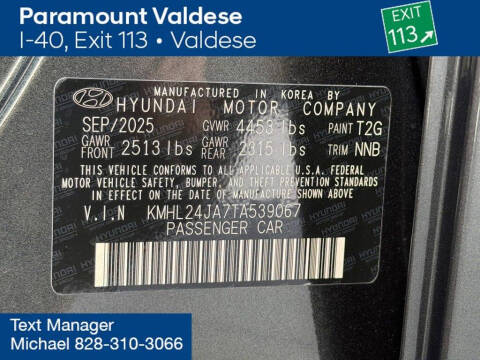 Paramount Valdese
I-40, Exit 113 • Valdese
EXIT
113
MANUFACTURED IN KOREA BY
HYUNDAI MOTOR COMPANY
SEP/2025 GVWR 4453 lbs PAINT T2G
GAWR FRONT 2513 lbs GAWR REAR 2315 lbs TRIM NNB
THIS VEHICLE CONFORMS TO ALL APPLICABLE U.S.A FEDERAL
MOTOR VEHICLE SAFETY, BUMPER, AND THEFT PREVENTION STANDARDS
IN EFFECT ON THE DATE OF MANUFACTURE SHOWN ABOVE.
V.I.N KMHL24JA7TA539067
PASSENGER CAR
Text Manager
Michael 828-310-3066